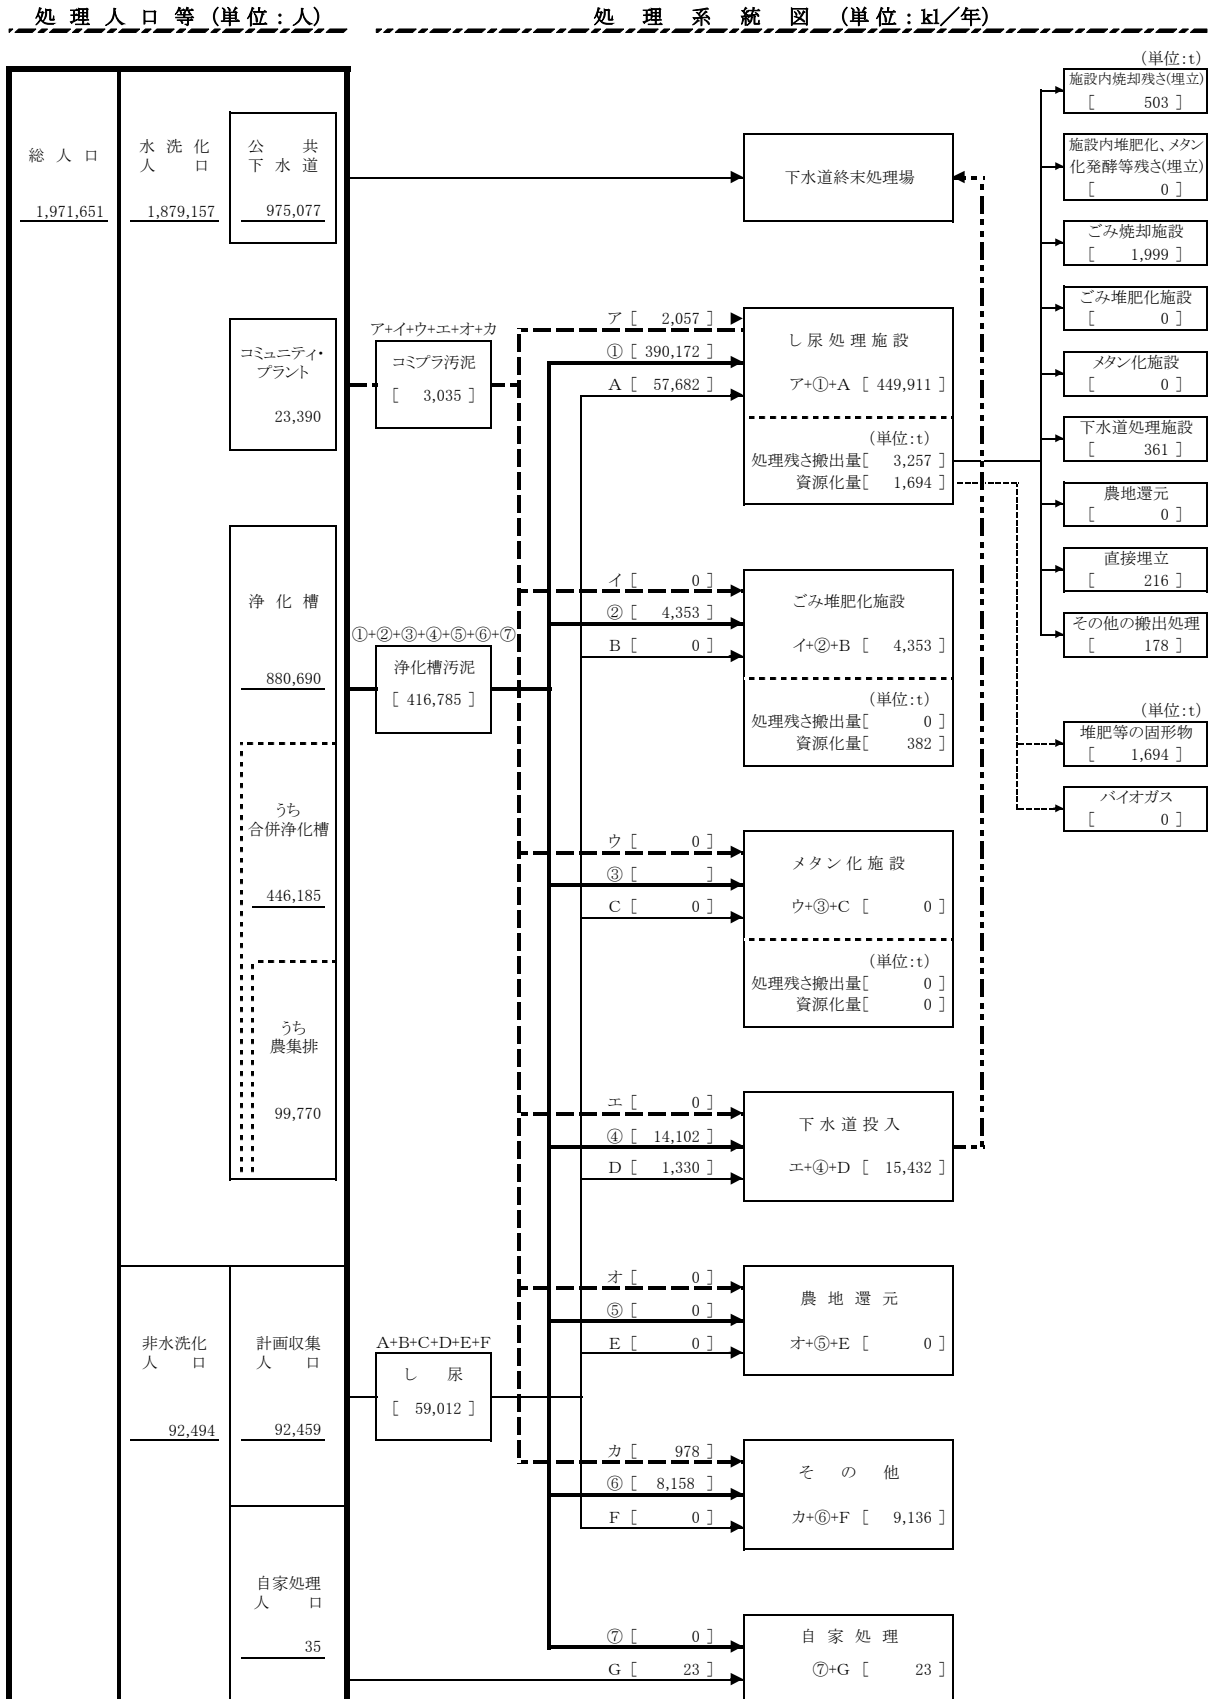 処 理 人 口 等 (単 位 : 人)
処 理 系 統 図 (単 位 : kl／年)
総 人 口
1,971,651
水 洗 化
人 口
1,879,157
公 共
下 水 道
975,077
コミュニティ・
プラント
23,390
浄 化 槽
880,690
うち
合併浄化槽
446,185
うち
農集排
99,770
非水洗化
人 口
92,494
計画収集
人 口
92,459
自家処理
人 口
35
ア+イ+ウ+エ+オ+カ
コミプラ汚泥
[ 3,035 ]
①+②+③+④+⑤+⑥+⑦
浄化槽汚泥
[ 416,785 ]
A+B+C+D+E+F
し 尿
[ 59,012 ]
下水道終末処理場
ア [ 2,057 ]
① [ 390,172 ]
A [ 57,682 ]
し 尿 処 理 施 設
ア+①+A [ 449,911 ]
(単位:t)
処理残さ搬出量[ 3,257 ]
資源化量[ 1,694 ]
イ [ 0 ]
② [ 4,353 ]
B [ 0 ]
ごみ堆肥化施設
イ+②+B [ 4,353 ]
(単位:t)
処理残さ搬出量[ 0 ]
資源化量[ 382 ]
ウ [ 0 ]
③ [ ]
C [ 0 ]
メ タ ン 化 施 設
ウ+③+C [ 0 ]
(単位:t)
処理残さ搬出量[ 0 ]
資源化量[ 0 ]
エ [ 0 ]
④ [ 14,102 ]
D [ 1,330 ]
下 水 道 投 入
エ+④+D [ 15,432 ]
オ [ 0 ]
⑤ [ 0 ]
E [ 0 ]
農 地 還 元
オ+⑤+E [ 0 ]
カ [ 978 ]
⑥ [ 8,158 ]
F [ 0 ]
そ の 他
カ+⑥+F [ 9,136 ]
⑦ [ 0 ]
G [ 23 ]
自 家 処 理
⑦+G [ 23 ]
(単位:t)
施設内焼却残さ(埋立)
[ 503 ]
施設内堆肥化、メタン
化発酵等残さ(埋立)
[ 0 ]
ごみ焼却施設
[ 1,999 ]
ごみ堆肥化施設
[ 0 ]
メタン化施設
[ 0 ]
下水道処理施設
[ 361 ]
農地還元
[ 0 ]
直接埋立
[ 216 ]
その他の搬出処理
[ 178 ]
(単位:t)
堆肥等の固形物
[ 1,694 ]
バイオガス
[ 0 ]